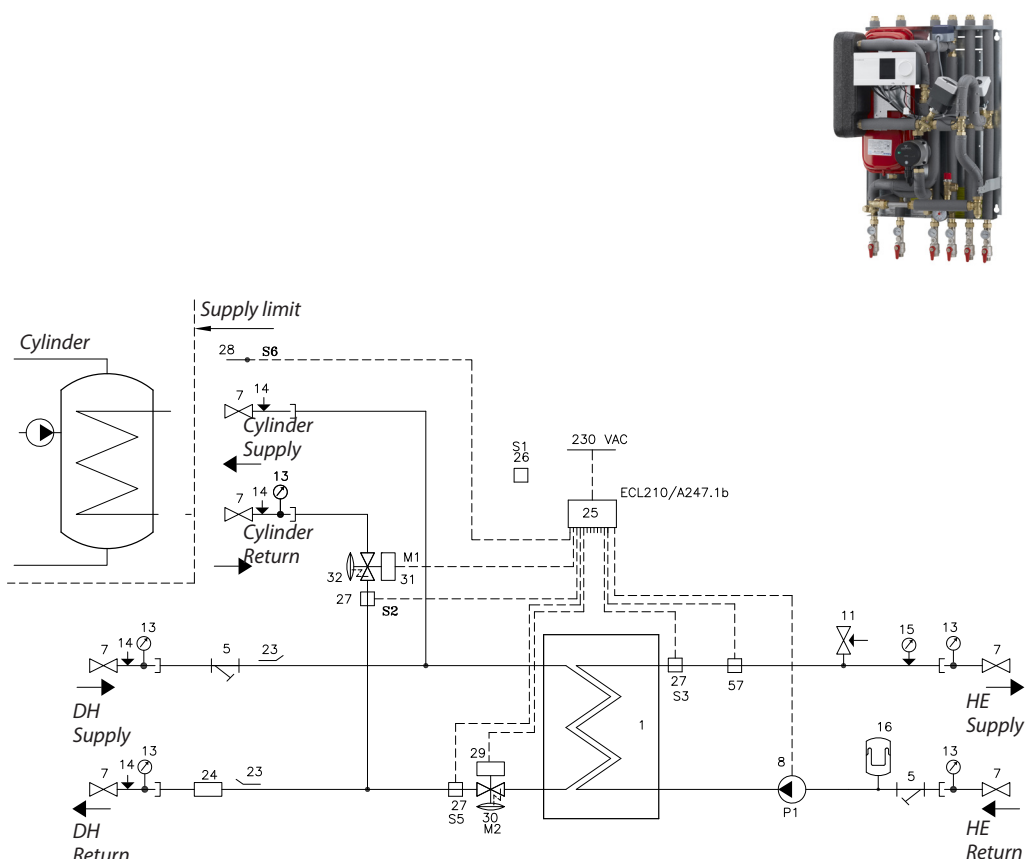 Supply limit
Cylinder
28 S6
7 14
Cylinder
Supply
S1
26
230 VAC
13
7 14
ECL210/A247.1b
25
Cylinder
Return
M1
32 31
27 S2
13
14
7
5
23
11
15
13
7
27
S3
57
DH
Supply
HE
Supply
1
29
16
8
13
14
7
24
23
27
S5
30
M2
P1
5
13
7
DH
Return
HE
Return